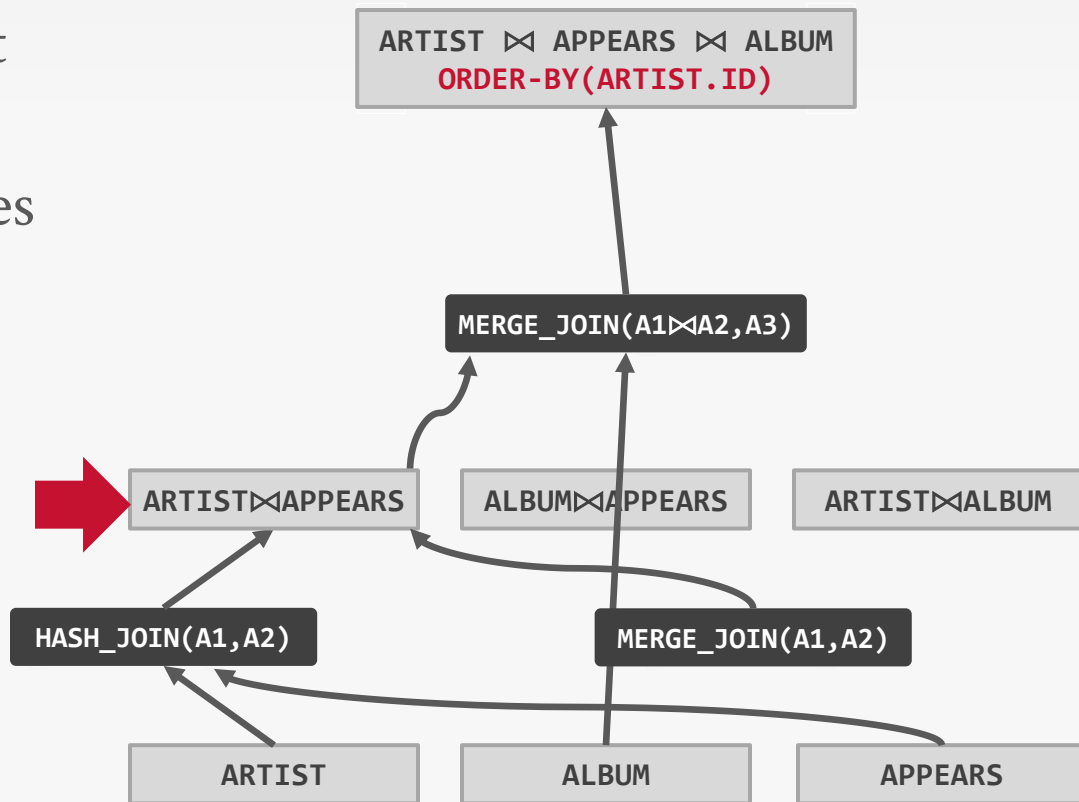 ARTIST ⋈ APPEARS ⋈ ALBUM
ORDER-BY(ARTIST.ID)
MERGE_JOIN(A1⋈A2,A3)
ARTIST⋈APPEARS
ALBUM⋈APPEARS
ARTIST⋈ALBUM
HASH_JOIN(A1,A2)
MERGE_JOIN(A1,A2)
ARTIST
ALBUM
APPEARS